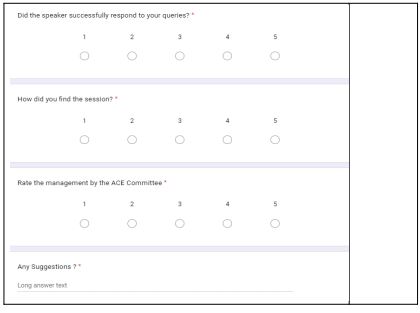 Did the speaker successfully respond to your queries? *
1 2 3 4 5
How did you find the session? *
1 2 3 4 5
Rate the management by the ACE Committee *
1 2 3 4 5
Any Suggestions ? *
Long answer text